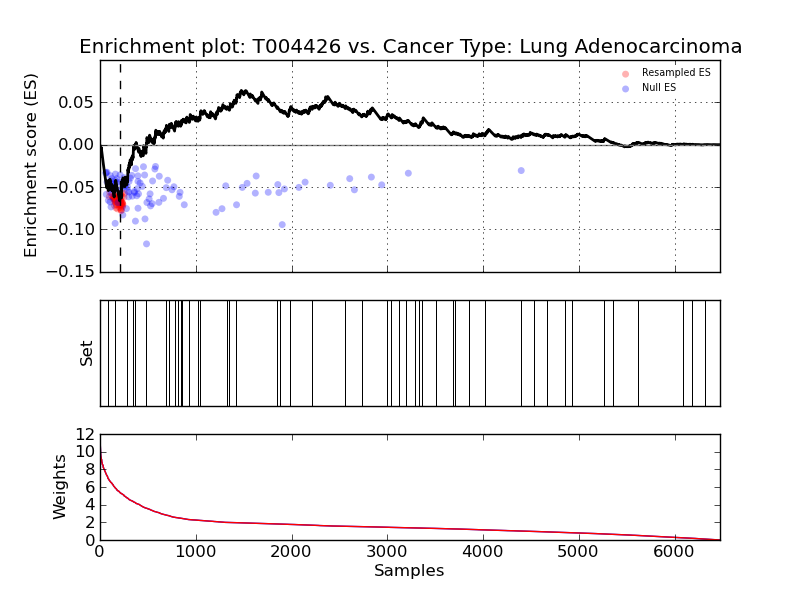 Enrichment plot: T004426 vs. Cancer Type: Lung Adenocarcinoma
Enrichment score (ES)
0.05
0.00
−0.05
−0.10
−0.15
Resampled ES
Null ES
Set
Weights
12
10
8
6
4
2
0
0 1000 2000 3000 4000 5000 6000
Samples